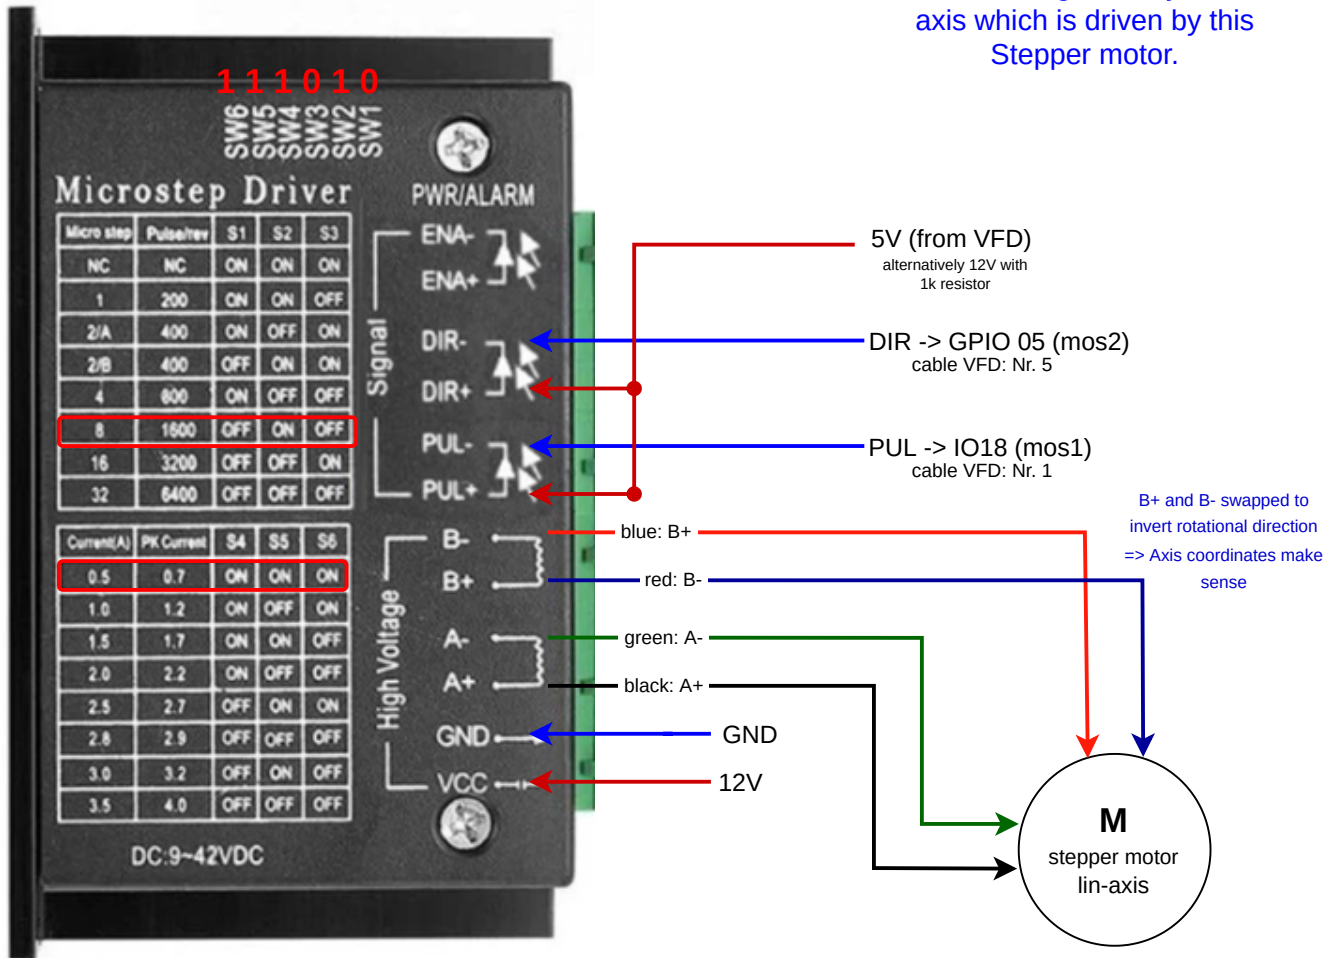 axis which is driven by this
Stepper motor.
1 1 1 0 1 0
SW6
SW5
SW4
SW3
SW2
SW1
Microstep Driver
PWR/ALARM
Micro step Pulse/rev S1 S2 S3
NC NC ON ON ON
1 200 ON ON OFF
2/A 400 ON OFF ON
2/B 400 OFF ON ON
4 800 ON OFF OFF
8 1600 OFF ON OFF
16 3200 OFF OFF ON
32 6400 OFF OFF OFF
Current(A) PK Current S4 S5 S6
0.5 0.7 ON ON ON
1.0 1.2 ON OFF ON
1.5 1.7 ON ON OFF
2.0 2.2 ON OFF OFF
2.5 2.7 OFF ON ON
2.8 2.9 OFF OFF OFF
3.0 3.2 OFF ON OFF
3.5 4.0 OFF OFF OFF
DC:9~42VDC
Signal
ENA-
ENA+
DIR-
DIR+
PUL-
PUL+
High Voltage
B-
B+
A-
A+
GND
VCC
5V (from VFD)
alternatively 12V with
1k resistor
DIR -> GPIO 05 (mos2)
cable VFD: Nr. 5
PUL -> IO18 (mos1)
cable VFD: Nr. 1
B+ and B- swapped to
invert rotational direction
=> Axis coordinates make
sense
blue: B+
red: B-
green: A-
black: A+
GND
12V
M
stepper motor
lin-axis